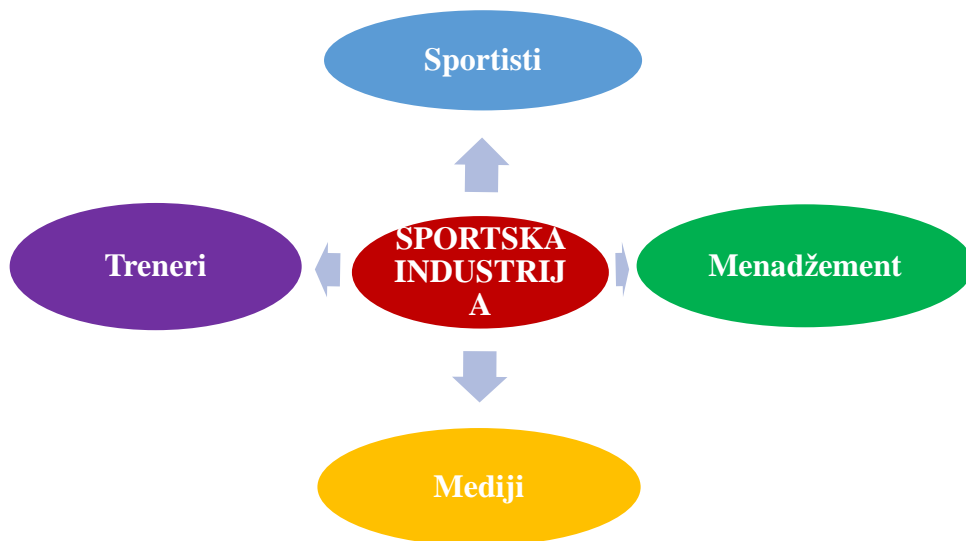 Sportisti
Treneri
SPORTSKA
INDUSTRIJ
A
Menadžement
Mediji